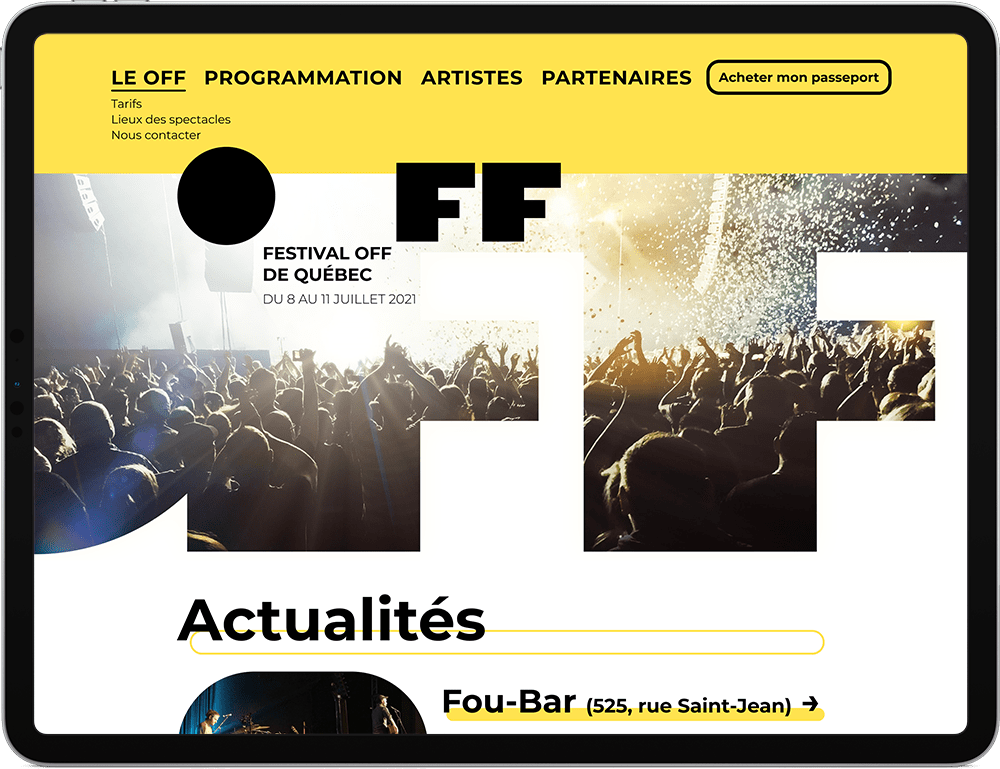 LE OFF PROGRAMMATION ARTISTES PARTENAIRES Acheter mon passeport
Tarifs
Lieux des spectacles
Nous contacter
FF
FESTIVAL OFF
DE QUÉBEC
DU 8 AU 11 JUILLET 2021
Actualités
Fou-Bar (525, rue Saint-Jean) →